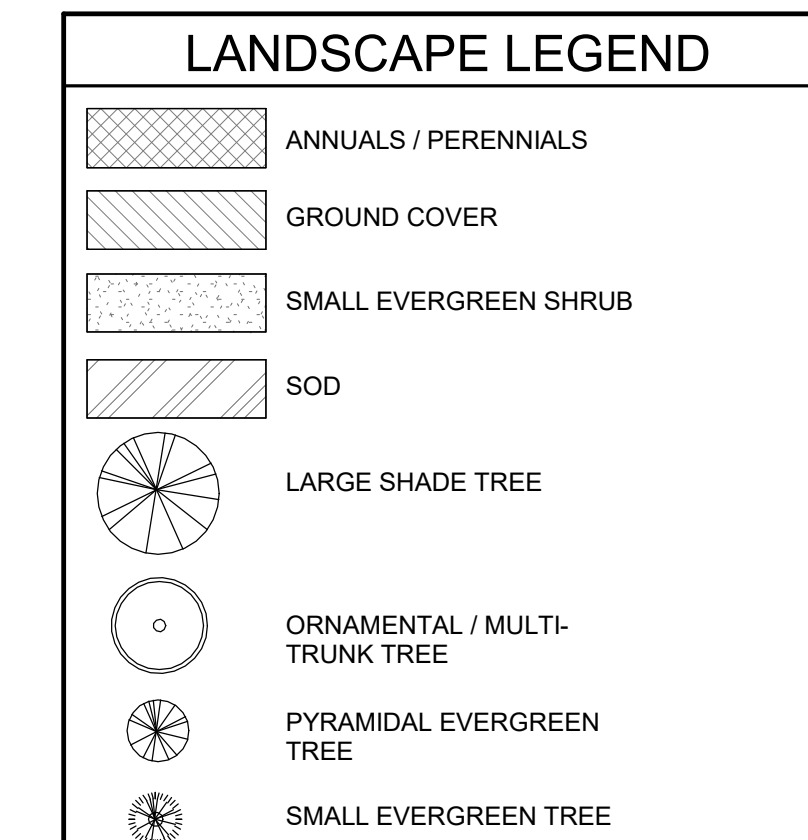 LANDSCAPE LEGEND
ANNUALS / PERENNIALS
GROUND COVER
SMALL EVERGREEN SHRUB
SOD
LARGE SHADE TREE
ORNAMENTAL / MULTI-
TRUNK TREE
PYRAMIDAL EVERGREEN
TREE
SMALL EVERGREEN TREE